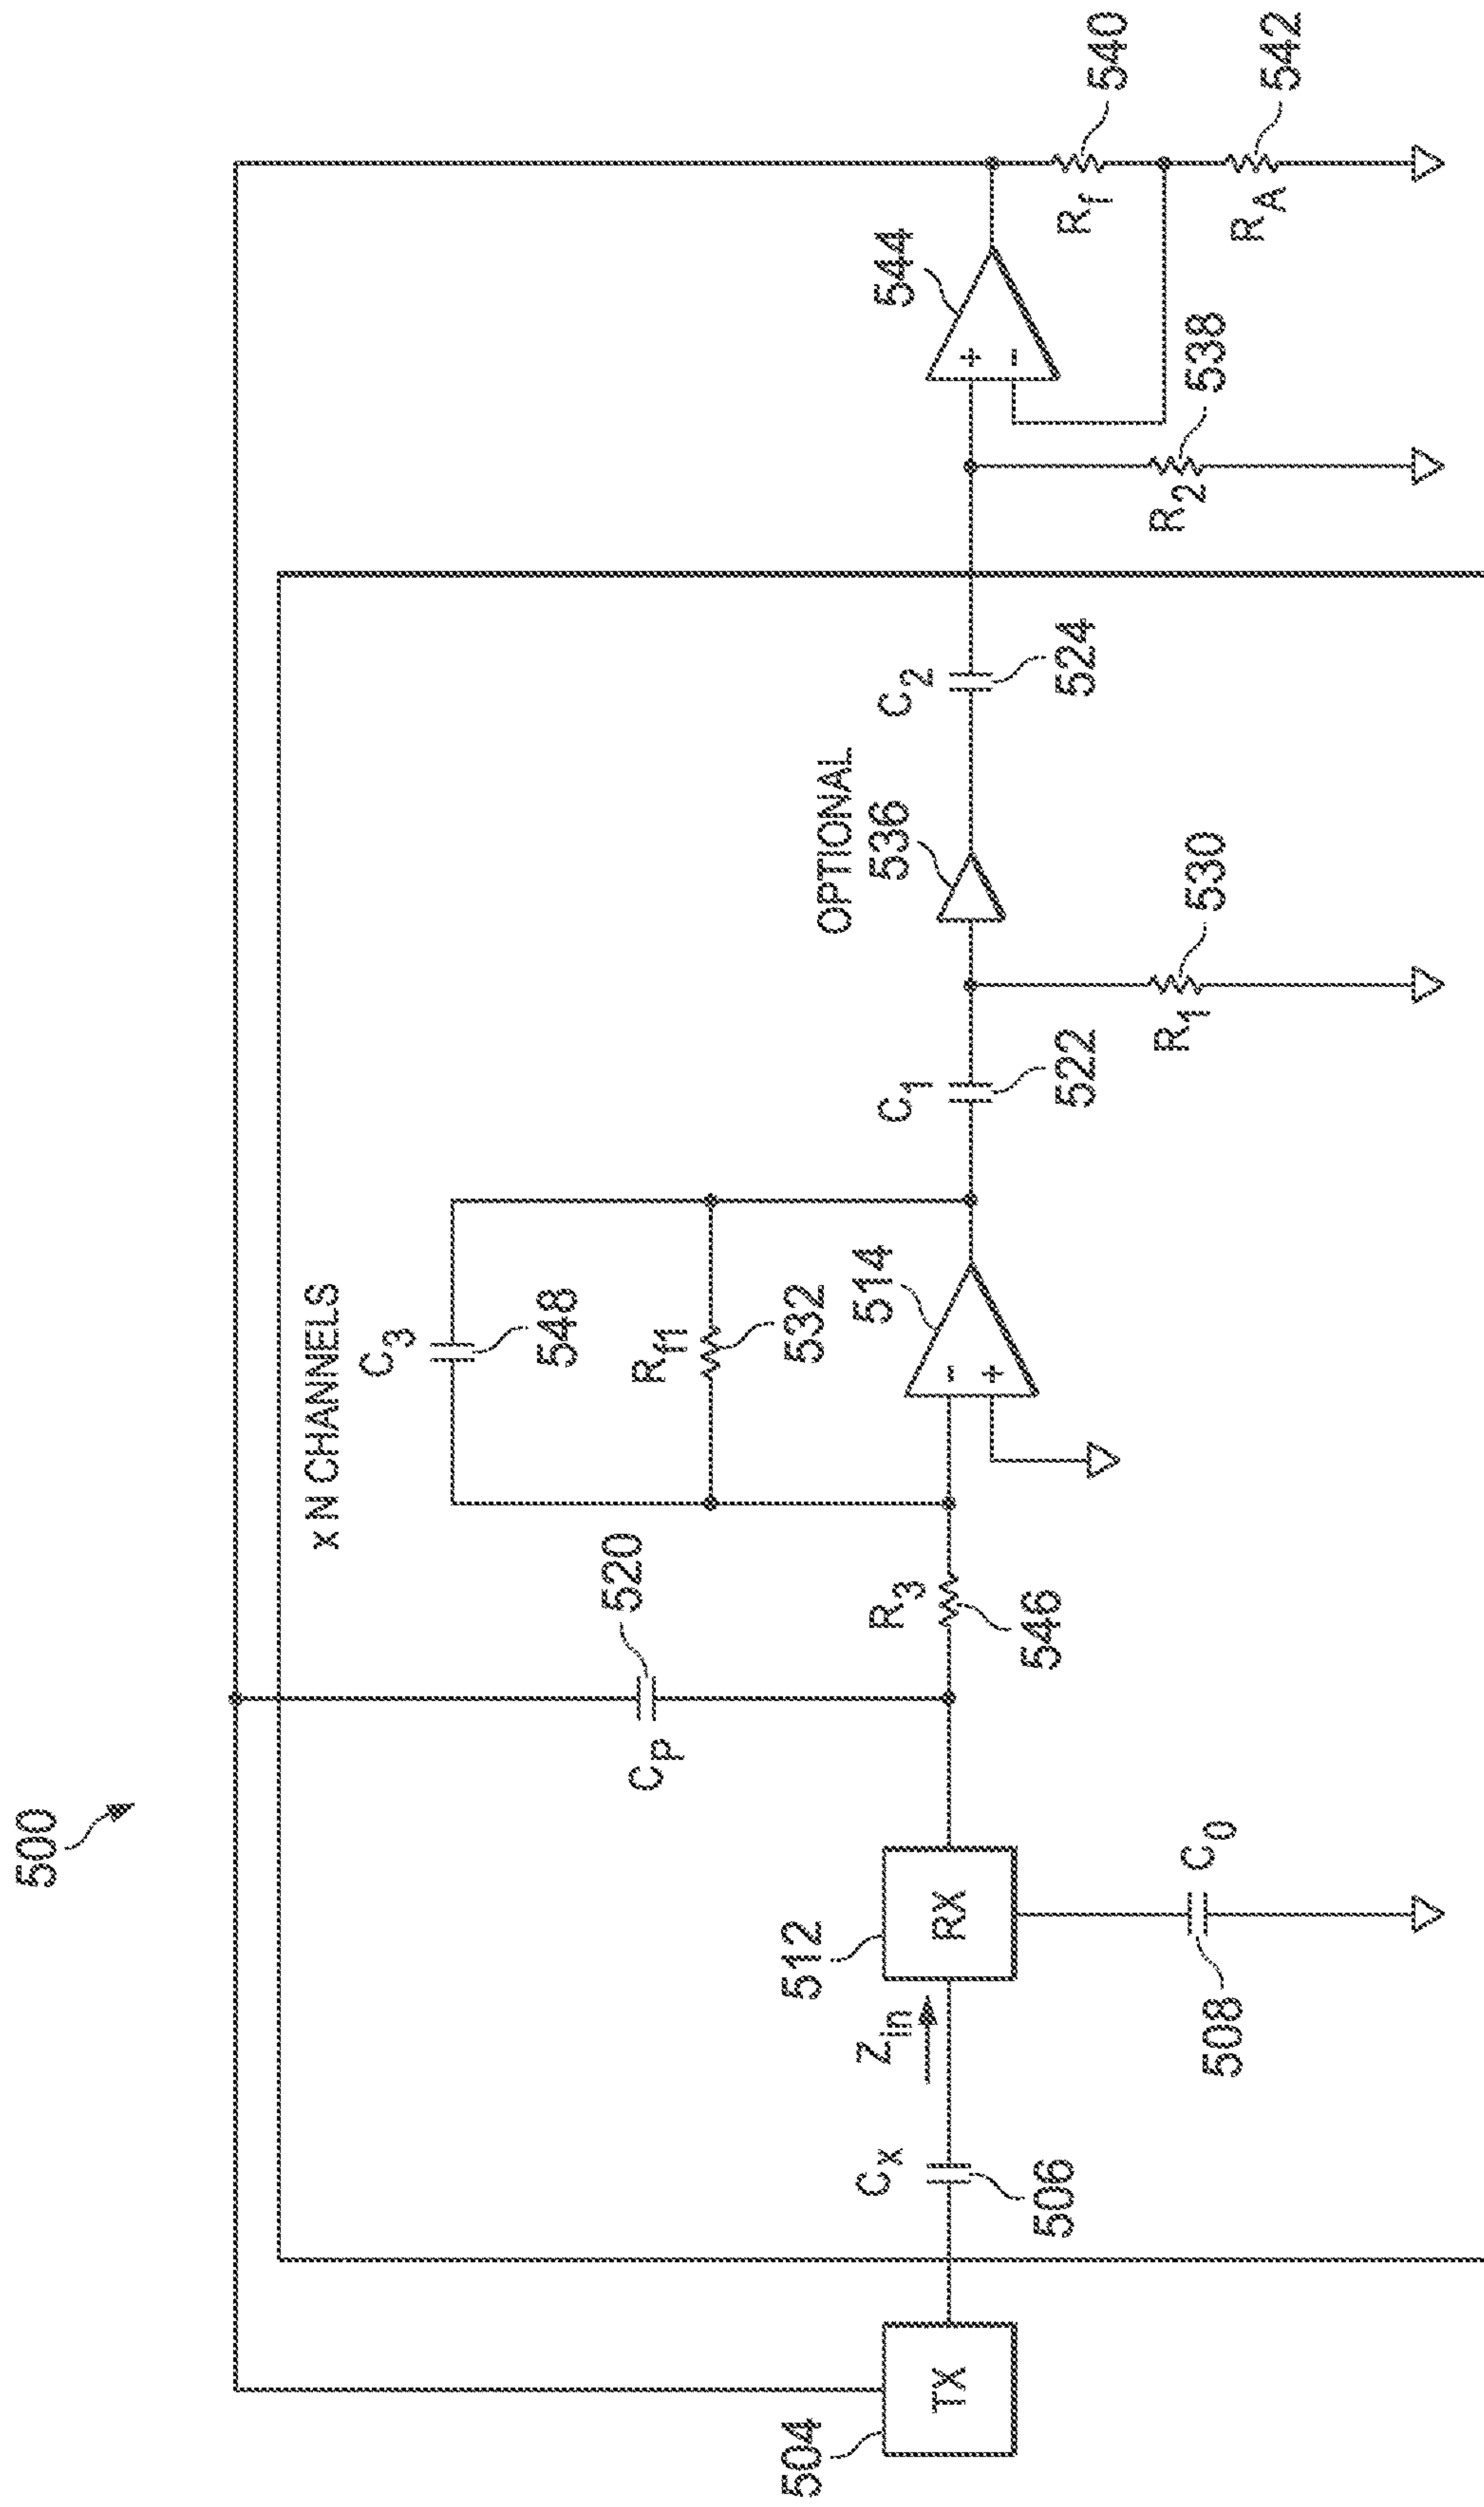 500
x N CHANNELS
C3
548
Rf1
532
CP
520
R3
546
514
OPTIONAL
536
C1
522
C2
524
544
540
Rf
RA
542
R2
538
R1
530
TX
504
Cx
506
Zin
RX
512
C0
508
-
+
+
-